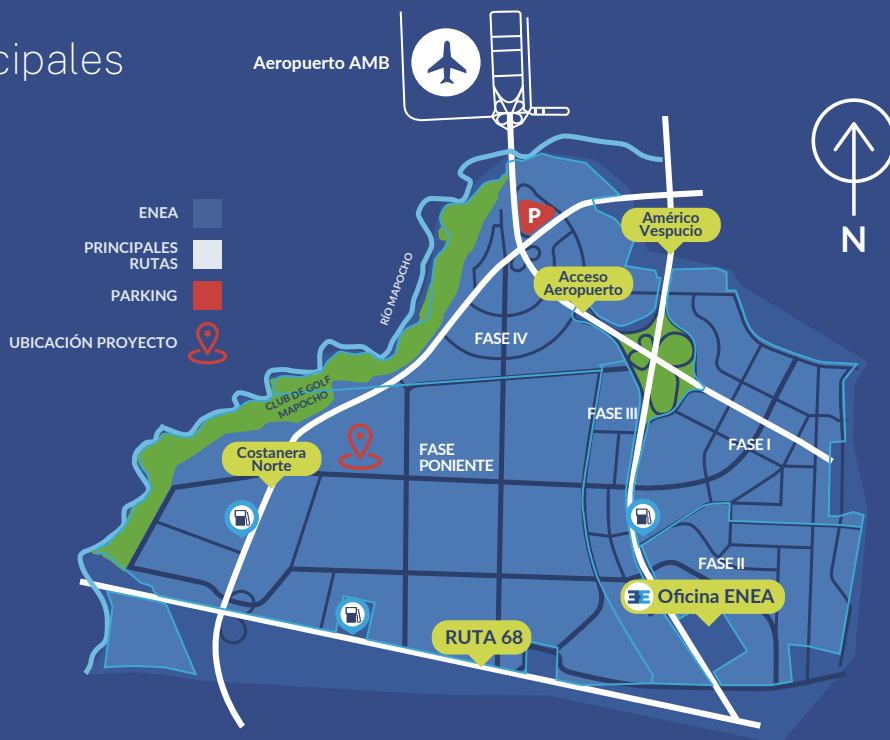 cipales
Aeropuerto AMB
N
ENEA
PRINCIPALES
RUTAS
PARKING
UBICACIÓN PROYECTO
RÍO MAPOCHO
P
Américo
Vespucio
Acceso
Aeropuerto
FASE IV
CLUB DE GOLF
MAPOCHO
FASE III
FASE I
Costanera
Norte
FASE
PONIENTE
FASE II
Oficina ENEA
RUTA 68